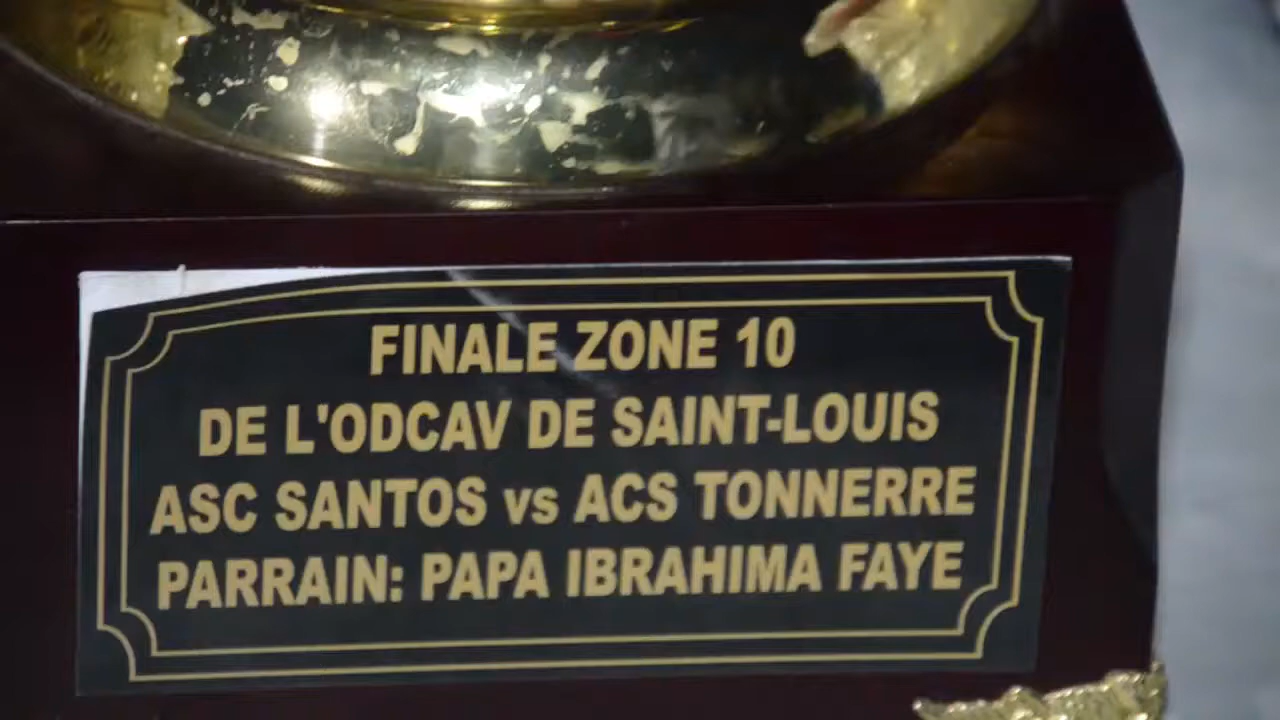 FINALE ZONE 10
DE L'ODCAV DE SAINT-LOUIS
ASC SANTOS vs ACS TONNERRE
PARRAIN: PAPA IBRAHIMA FAYE